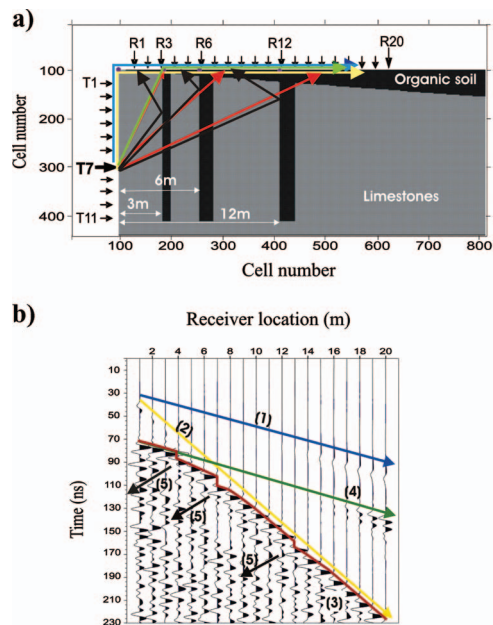 a)
R1 R3 R6 R12 R20
100
T1
Organic soil
200
Cell number
T7
300
6m
3m
Limestones
12m
400
T11
100 200 300 400 500 600 700 800
Cell number
b)
Receiver location (m)
2 4 6 8 10 12 14 16 18 20
10
30
50
70
90
110
130
150
170
190
210
230
Time (ns)
(1)
(2)
(4)
(5)
(5)
(5)
(3)